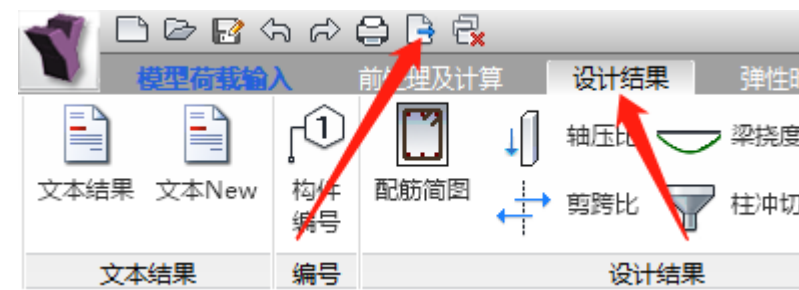 模型荷载输入 前处理及计算 设计结果 弹性时
1 轴压比 梁挠度
文本结果 文本New 构件 配筋简图
编号 剪跨比 柱冲切
文本结果 编号 设计结果